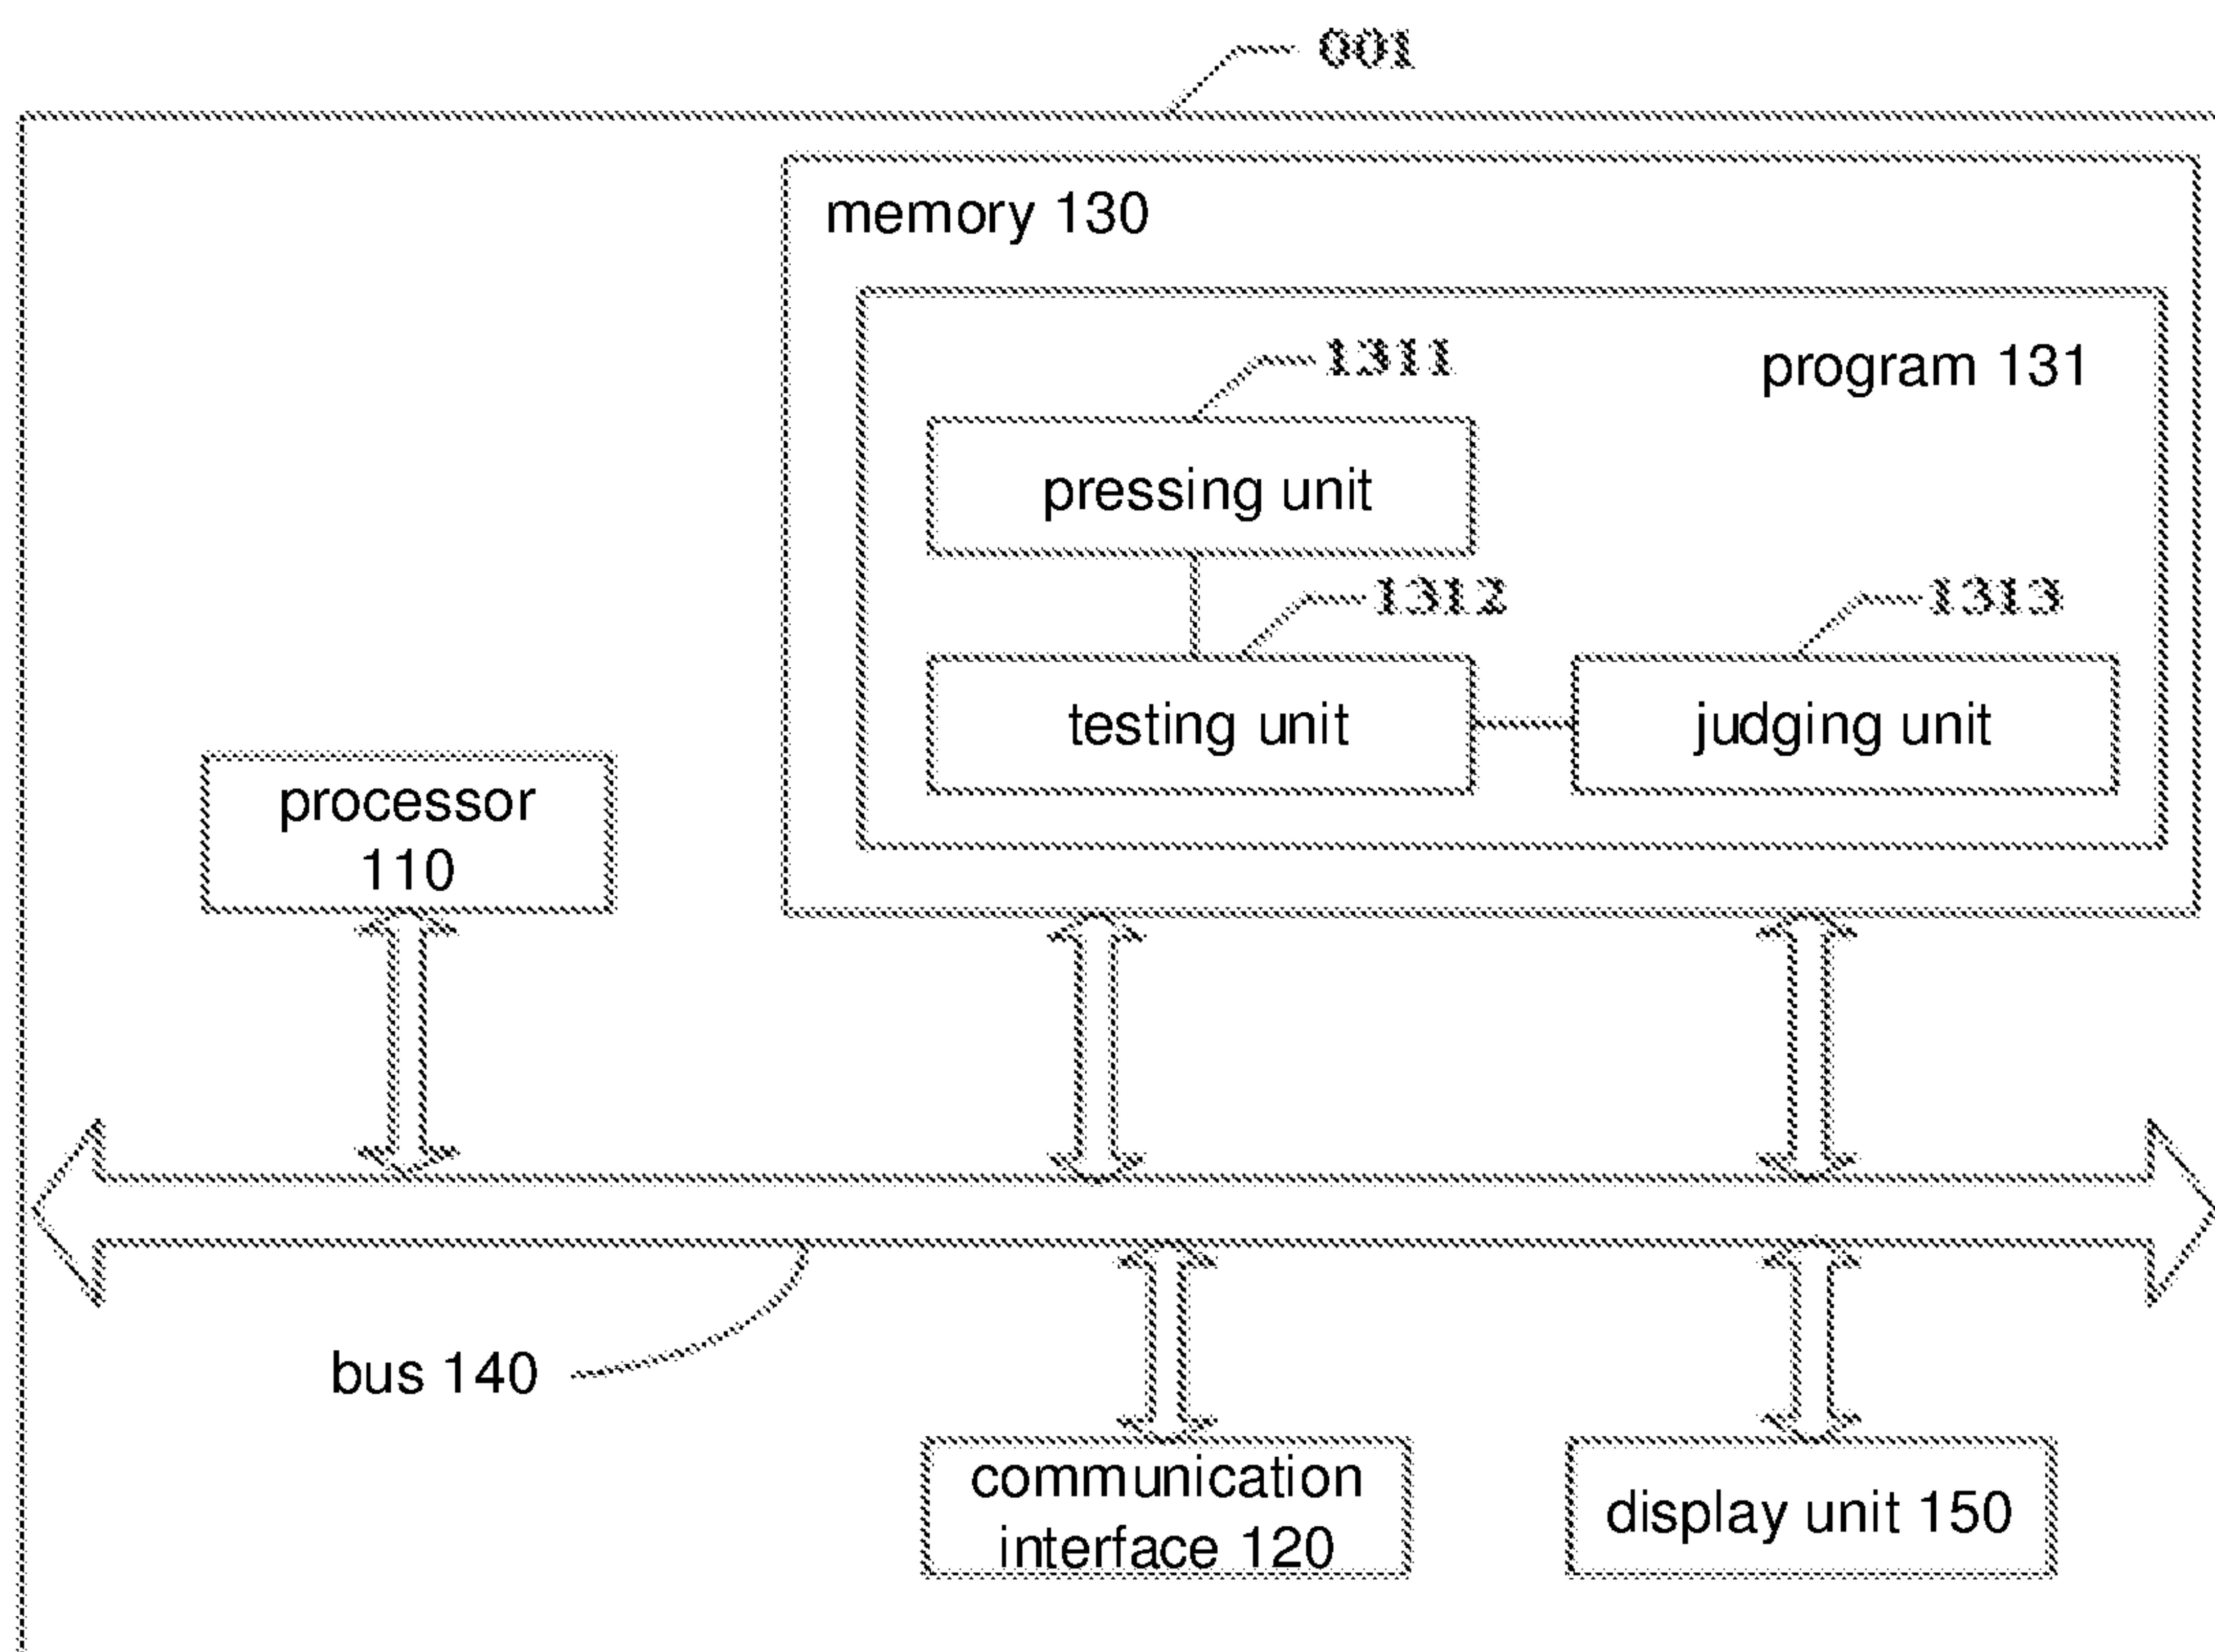 001
memory 130
1311
program 131
pressing unit
1312
1313
testing unit
judging unit
processor
110
bus 140
communication
interface 120
display unit 150